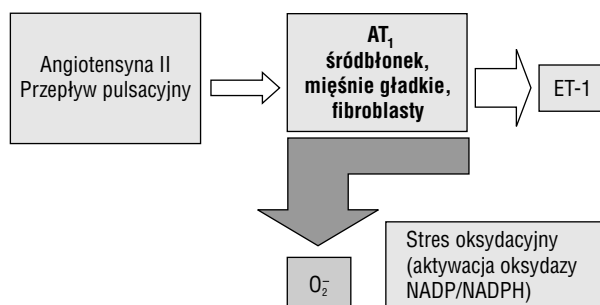 Angiotensyna II
Przepływ pulsacyjny
AT₁
śródbłonek,
mięśnie gładkie,
fibroblasty
ET-1
O₂⁻
Stres oksydacyjny
(aktywacja oksydazy
NADP/NADPH)